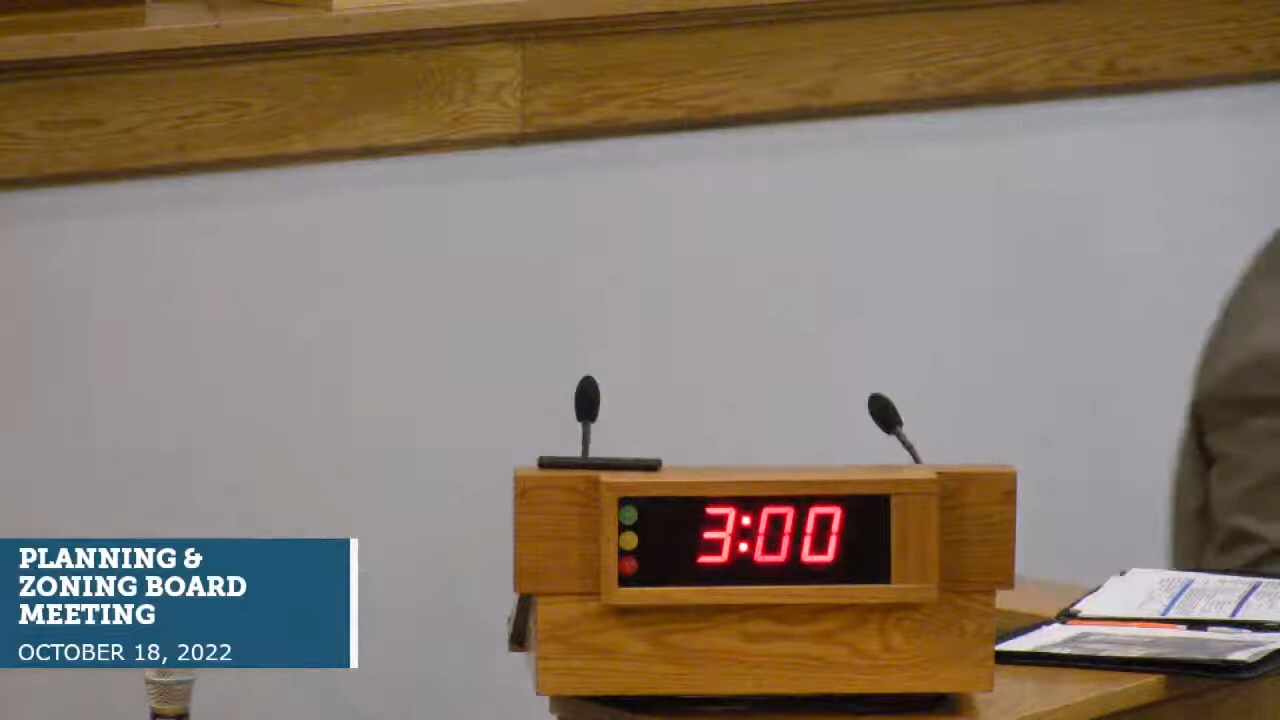 3:00
PLANNING &
ZONING BOARD
MEETING
OCTOBER 18, 2022